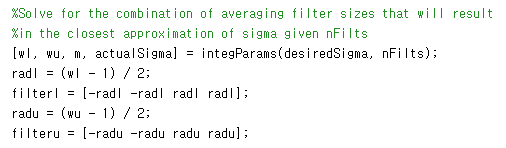 %Solve for the combination of averaging filter sizes that will result
%in the closest approximation of sigma given nFilts
[wl, wu, m, actualSigma] = integParams(desiredSigma, nFilts);
radl = (wl - 1) / 2;
filterl = [-radl -radl radl radl];
radu = (wu - 1) / 2;
filteru = [-radu -radu radu radu];